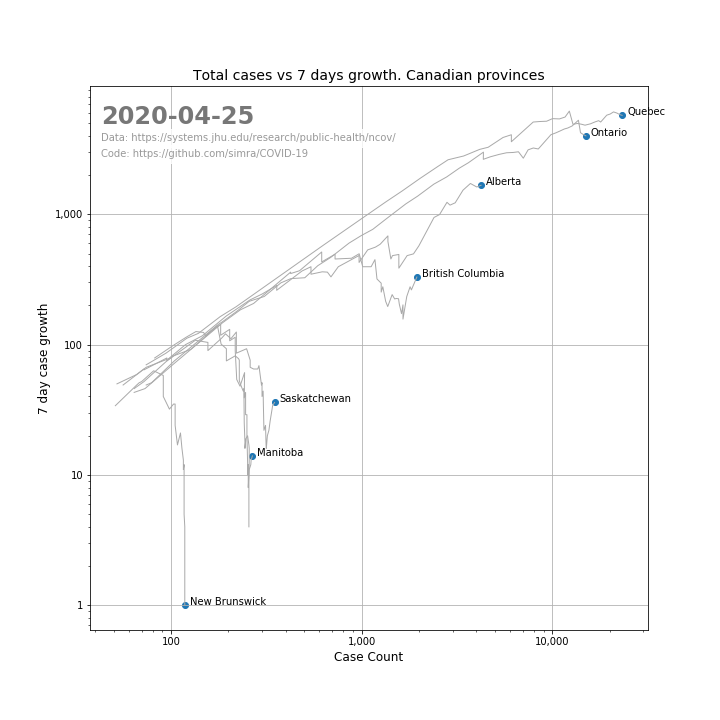 Total cases vs 7 days growth. Canadian provinces
2020-04-25
Data: https://systems.jhu.edu/research/public-health/ncov/
Code: https://github.com/simra/COVID-19
Quebec
Ontario
Alberta
British Columbia
Saskatchewan
Manitoba
New Brunswick
1,000
100
10
1
7 day case growth
100
1,000
10,000
Case Count